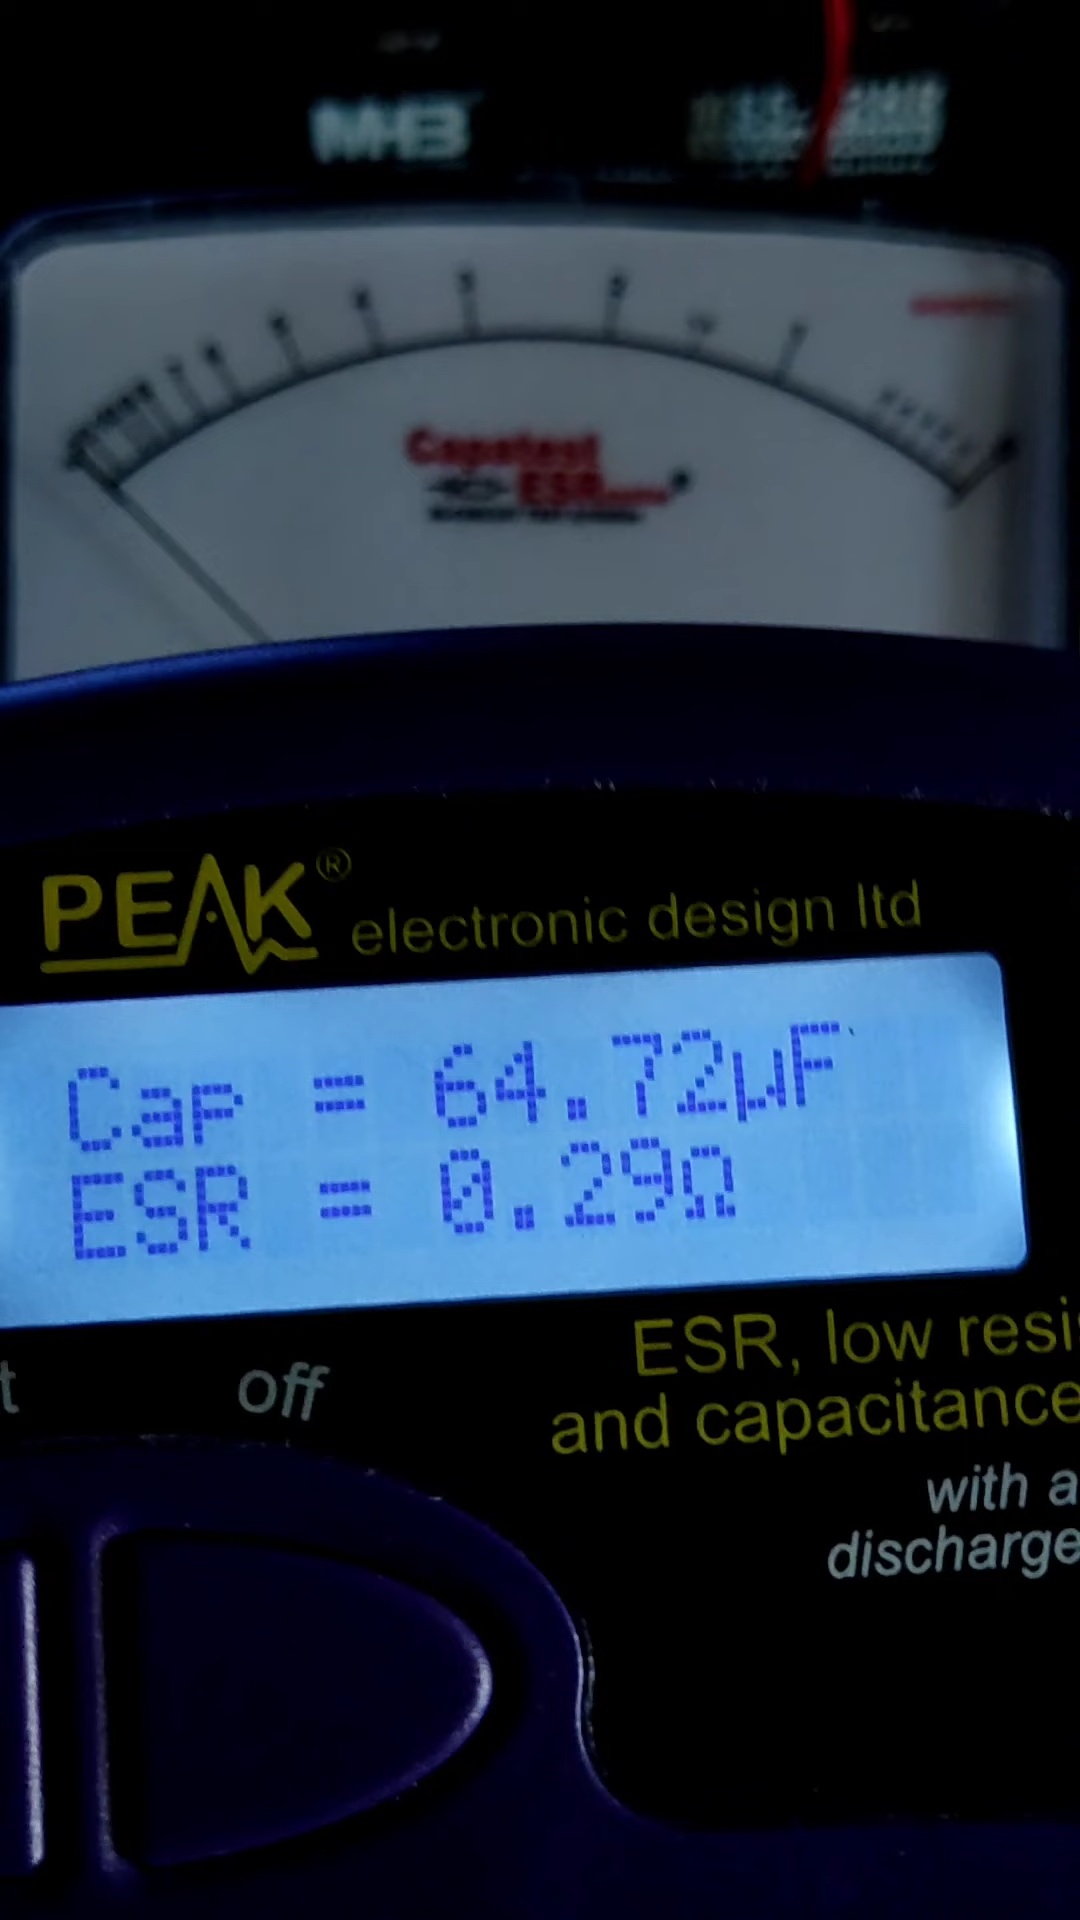 Capatest
ESR
PEAK®
electronic design ltd
Cap = 64.72µF
ESR = 0.29Ω
t
off
ESR, low resi
and capacitance
with a
discharge